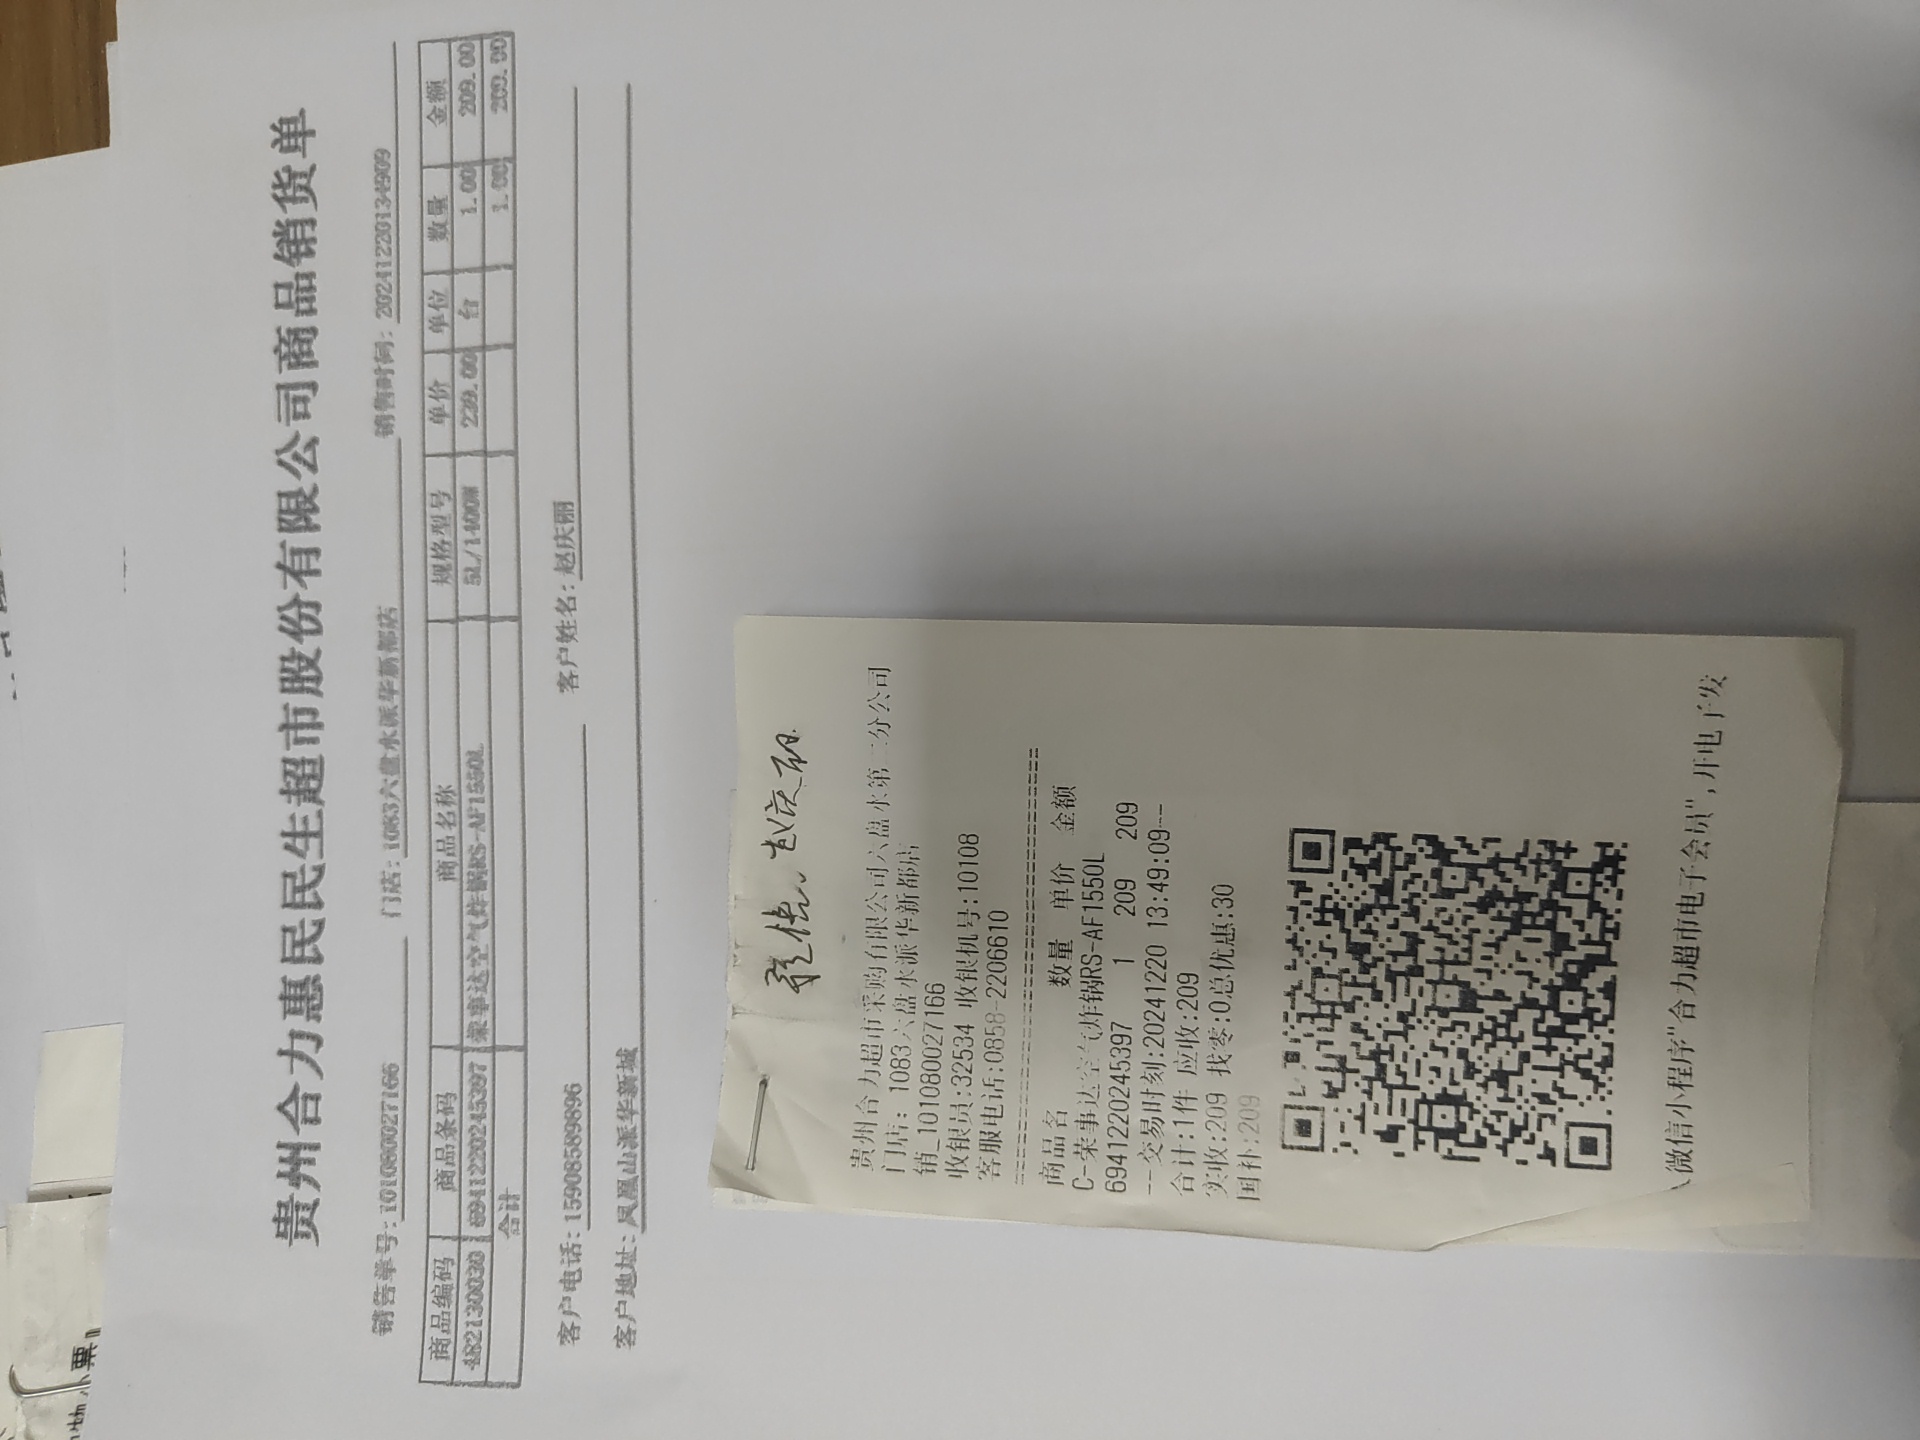 贵州合力惠民民生超市股份有限公司商品销货单
销售单号: 1010800027166 门店: 1083六盘水派华新都店 销售时间: 20241220134909
商品编码 商品条码 商品名称 规格型号 单价 单位 数量 金额
482130030 6941220245397 荣事达空气炸锅RS-AF1550L 5L/1400W 239.00 台 1.00 209.00
合计 1.00 209.00
客户电话: 15908589896 客户姓名: 赵庆丽
客户地址: 凤凰山派华新城
赵庆丽
贵州合力超市采购有限公司六盘水第二分公司
门店: 1083六盘水派华新都店
销_1010800027166
收银员:32534 收银机号:10108
客服电话:0858-2206610
商品名 数量 单价 金额
C-荣事达空气炸锅RS-AF1550L
6941220245397 1 209 209
---交易时刻:20241220 13:49:09---
合计:1件 应收:209
实收:209 找零:0总优惠:30
国补:209
微信小程序"合力超市电子会员",开电子发